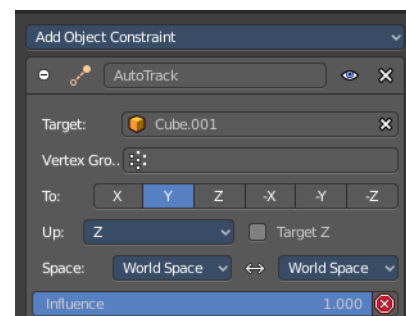 Add Object Constraint
AutoTrack
Target: Cube.001
Vertex Gro..
To: X Y Z -X -Y -Z
Up: Z Target Z
Space: World Space World Space
Influence 1.000